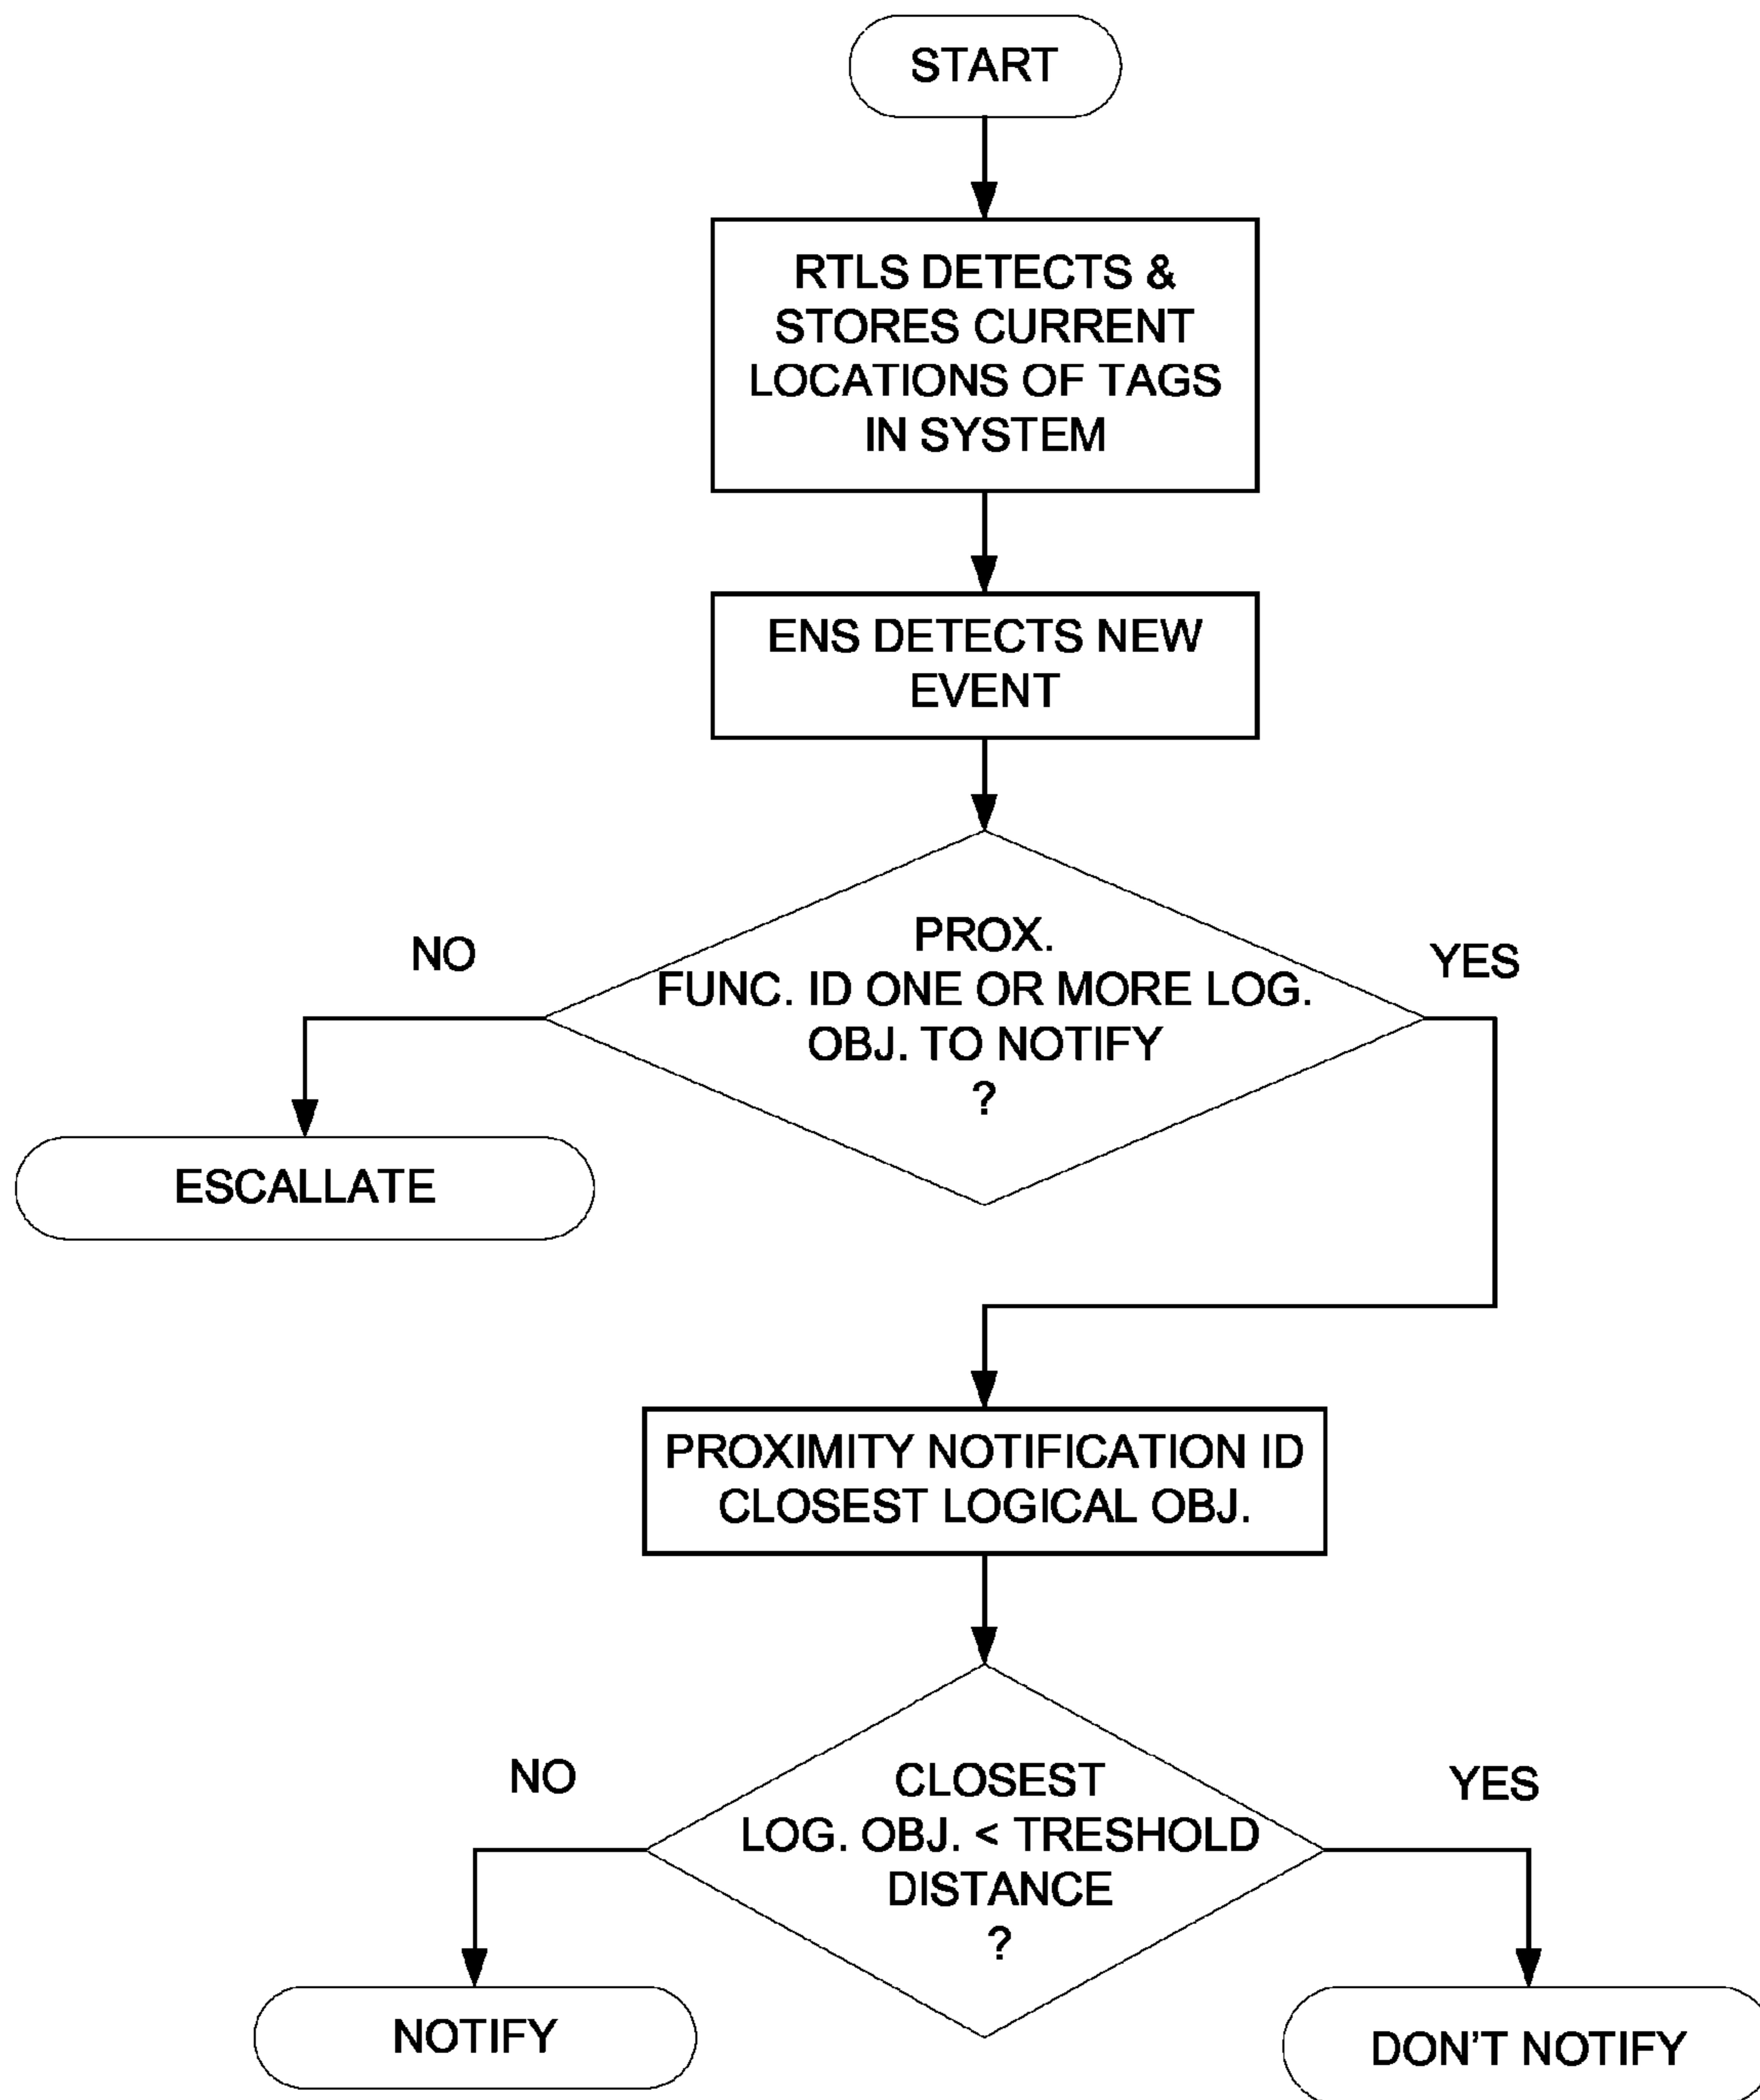 START
RTLS DETECTS &
STORES CURRENT
LOCATIONS OF TAGS
IN SYSTEM
ENS DETECTS NEW
EVENT
PROX.
FUNC. ID ONE OR MORE LOG.
OBJ. TO NOTIFY
?
NO
YES
ESCALLATE
PROXIMITY NOTIFICATION ID
CLOSEST LOGICAL OBJ.
CLOSEST
LOG. OBJ. < TRESHOLD
DISTANCE
?
NO
YES
NOTIFY
DON'T NOTIFY